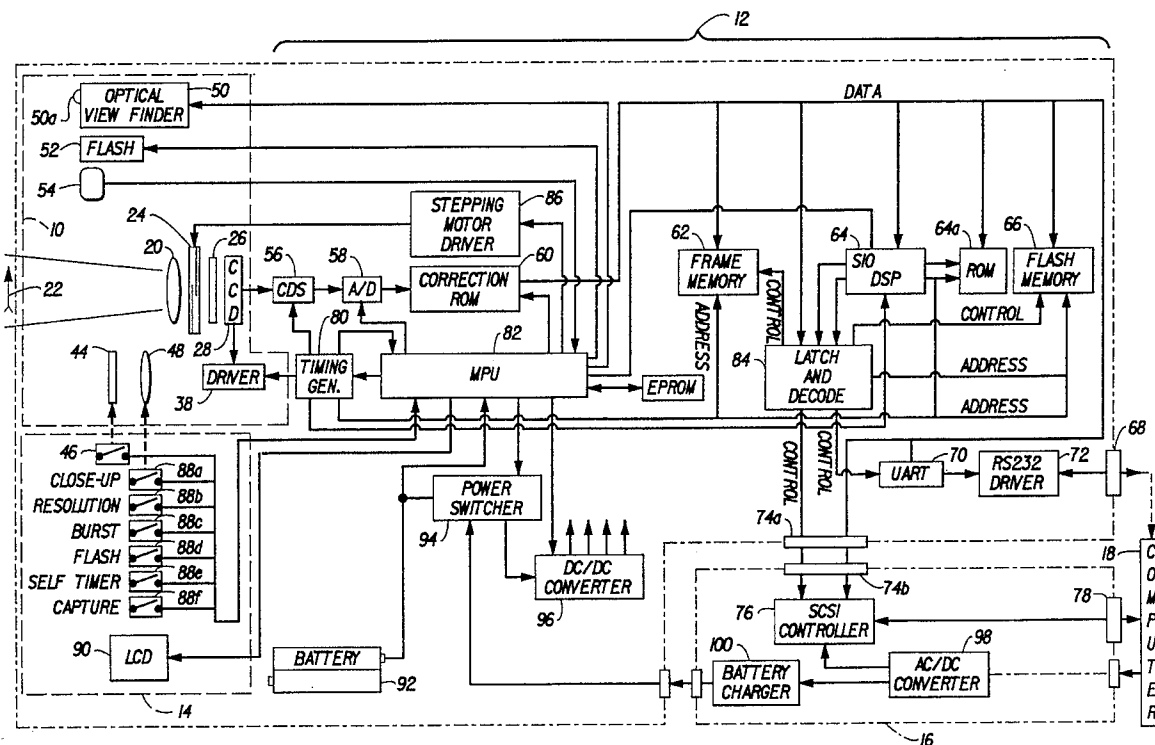 12
50
OPTICAL
VIEW FINDER
50a
DATA
52
FLASH
54
86
STEPPING
MOTOR
DRIVER
10
24
20
26
CCD
22
28
56
CDS
58
A/D
60
CORRECTION
ROM
62
FRAME
MEMORY
64
SIO
DSP
64a
ROM
66
FLASH
MEMORY
CONTROL
CONTROL
ADDRESS
44
48
80
TIMING
GEN.
82
MPU
84
LATCH
AND
DECODE
ADDRESS
DRIVER
38
EPROM
ADDRESS
46
CLOSE-UP
88a
RESOLUTION
88b
BURST
88c
FLASH
88d
SELF TIMER
88e
CAPTURE
88f
POWER
SWITCHER
94
CONTROL
CONTROL
70
UART
RS232
DRIVER
72
68
74a
DC/DC
CONVERTER
96
74b
18
COMPUTER
76
SCSI
CONTROLLER
78
90
LCD
BATTERY
92
100
BATTERY
CHARGER
98
AC/DC
CONVERTER
14
16